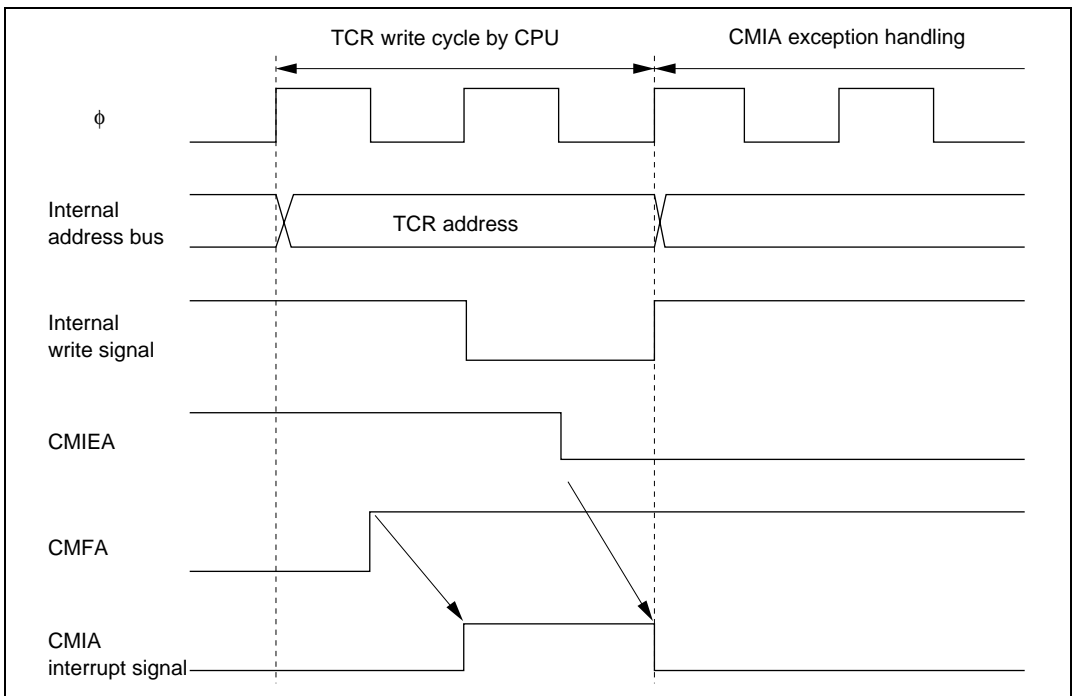 TCR write cycle by CPU
CMIA exception handling
ϕ
Internal
address bus
TCR address
Internal
write signal
CMIEA
CMFA
CMIA
interrupt signal